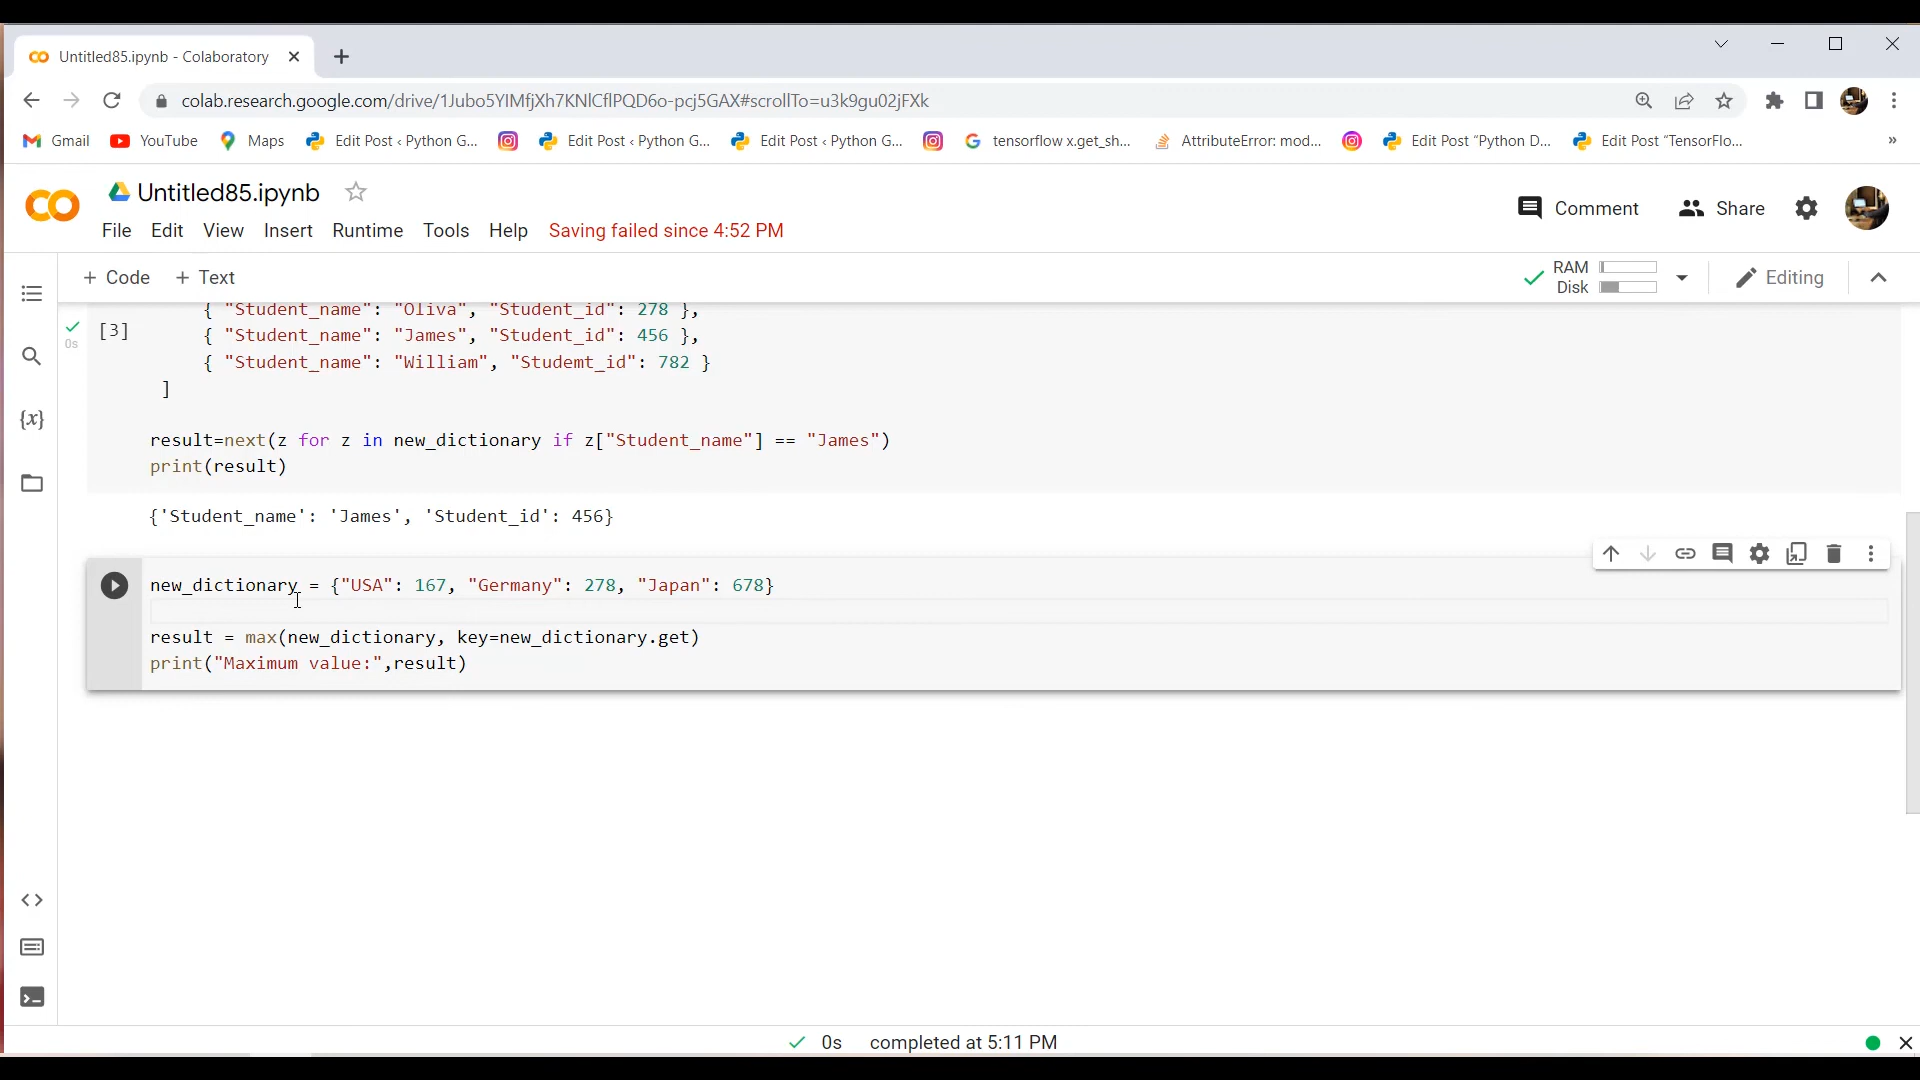 Untitled85.ipynb - Colaboratory
colab.research.google.com/drive/1Jubo5YIMfjXh7KNlCflPQD6o-pcj5GAX#scrollTo=u3k9gu02jFXk
Gmail YouTube Maps Edit Post ‹ Python G... Edit Post ‹ Python G... Edit Post ‹ Python G... tensorflow x.get_sh... AttributeError: mod... Edit Post “Python D... Edit Post “TensorFlo... »
Untitled85.ipynb
Comment Share
File Edit View Insert Runtime Tools Help Saving failed since 4:52 PM
+ Code + Text
RAM
Disk
Editing
{ "Student_name": "Oliva", "Student_id": 278 },
[3] { "Student_name": "James", "Student_id": 456 },
0s
{ "Student_name": "William", "Studemt_id": 782 }
]
{x}
result=next(z for z in new_dictionary if z["Student_name"] == "James")
print(result)
{'Student_name': 'James', 'Student_id': 456}
new_dictionary = {"USA": 167, "Germany": 278, "Japan": 678}
result = max(new_dictionary, key=new_dictionary.get)
print("Maximum value:",result)
0s completed at 5:11 PM